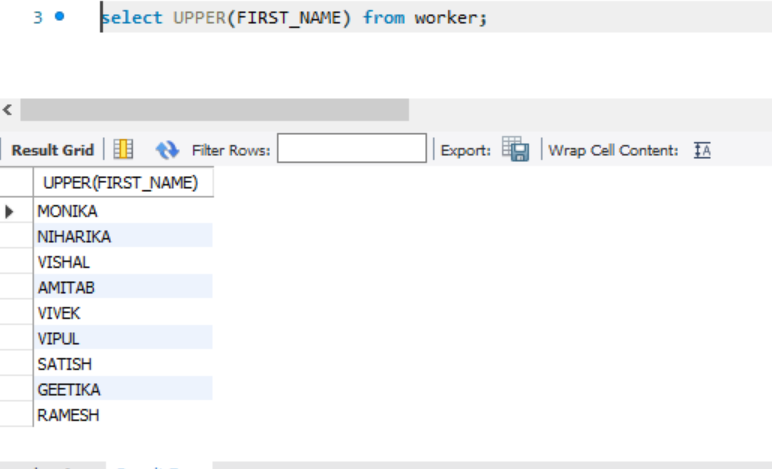 3 select UPPER(FIRST_NAME) from worker;
Result Grid Filter Rows: Export: Wrap Cell Content:
UPPER(FIRST_NAME)
MONIKA
NIHARIKA
VISHAL
AMITAB
VIVEK
VIPUL
SATISH
GEETIKA
RAMESH